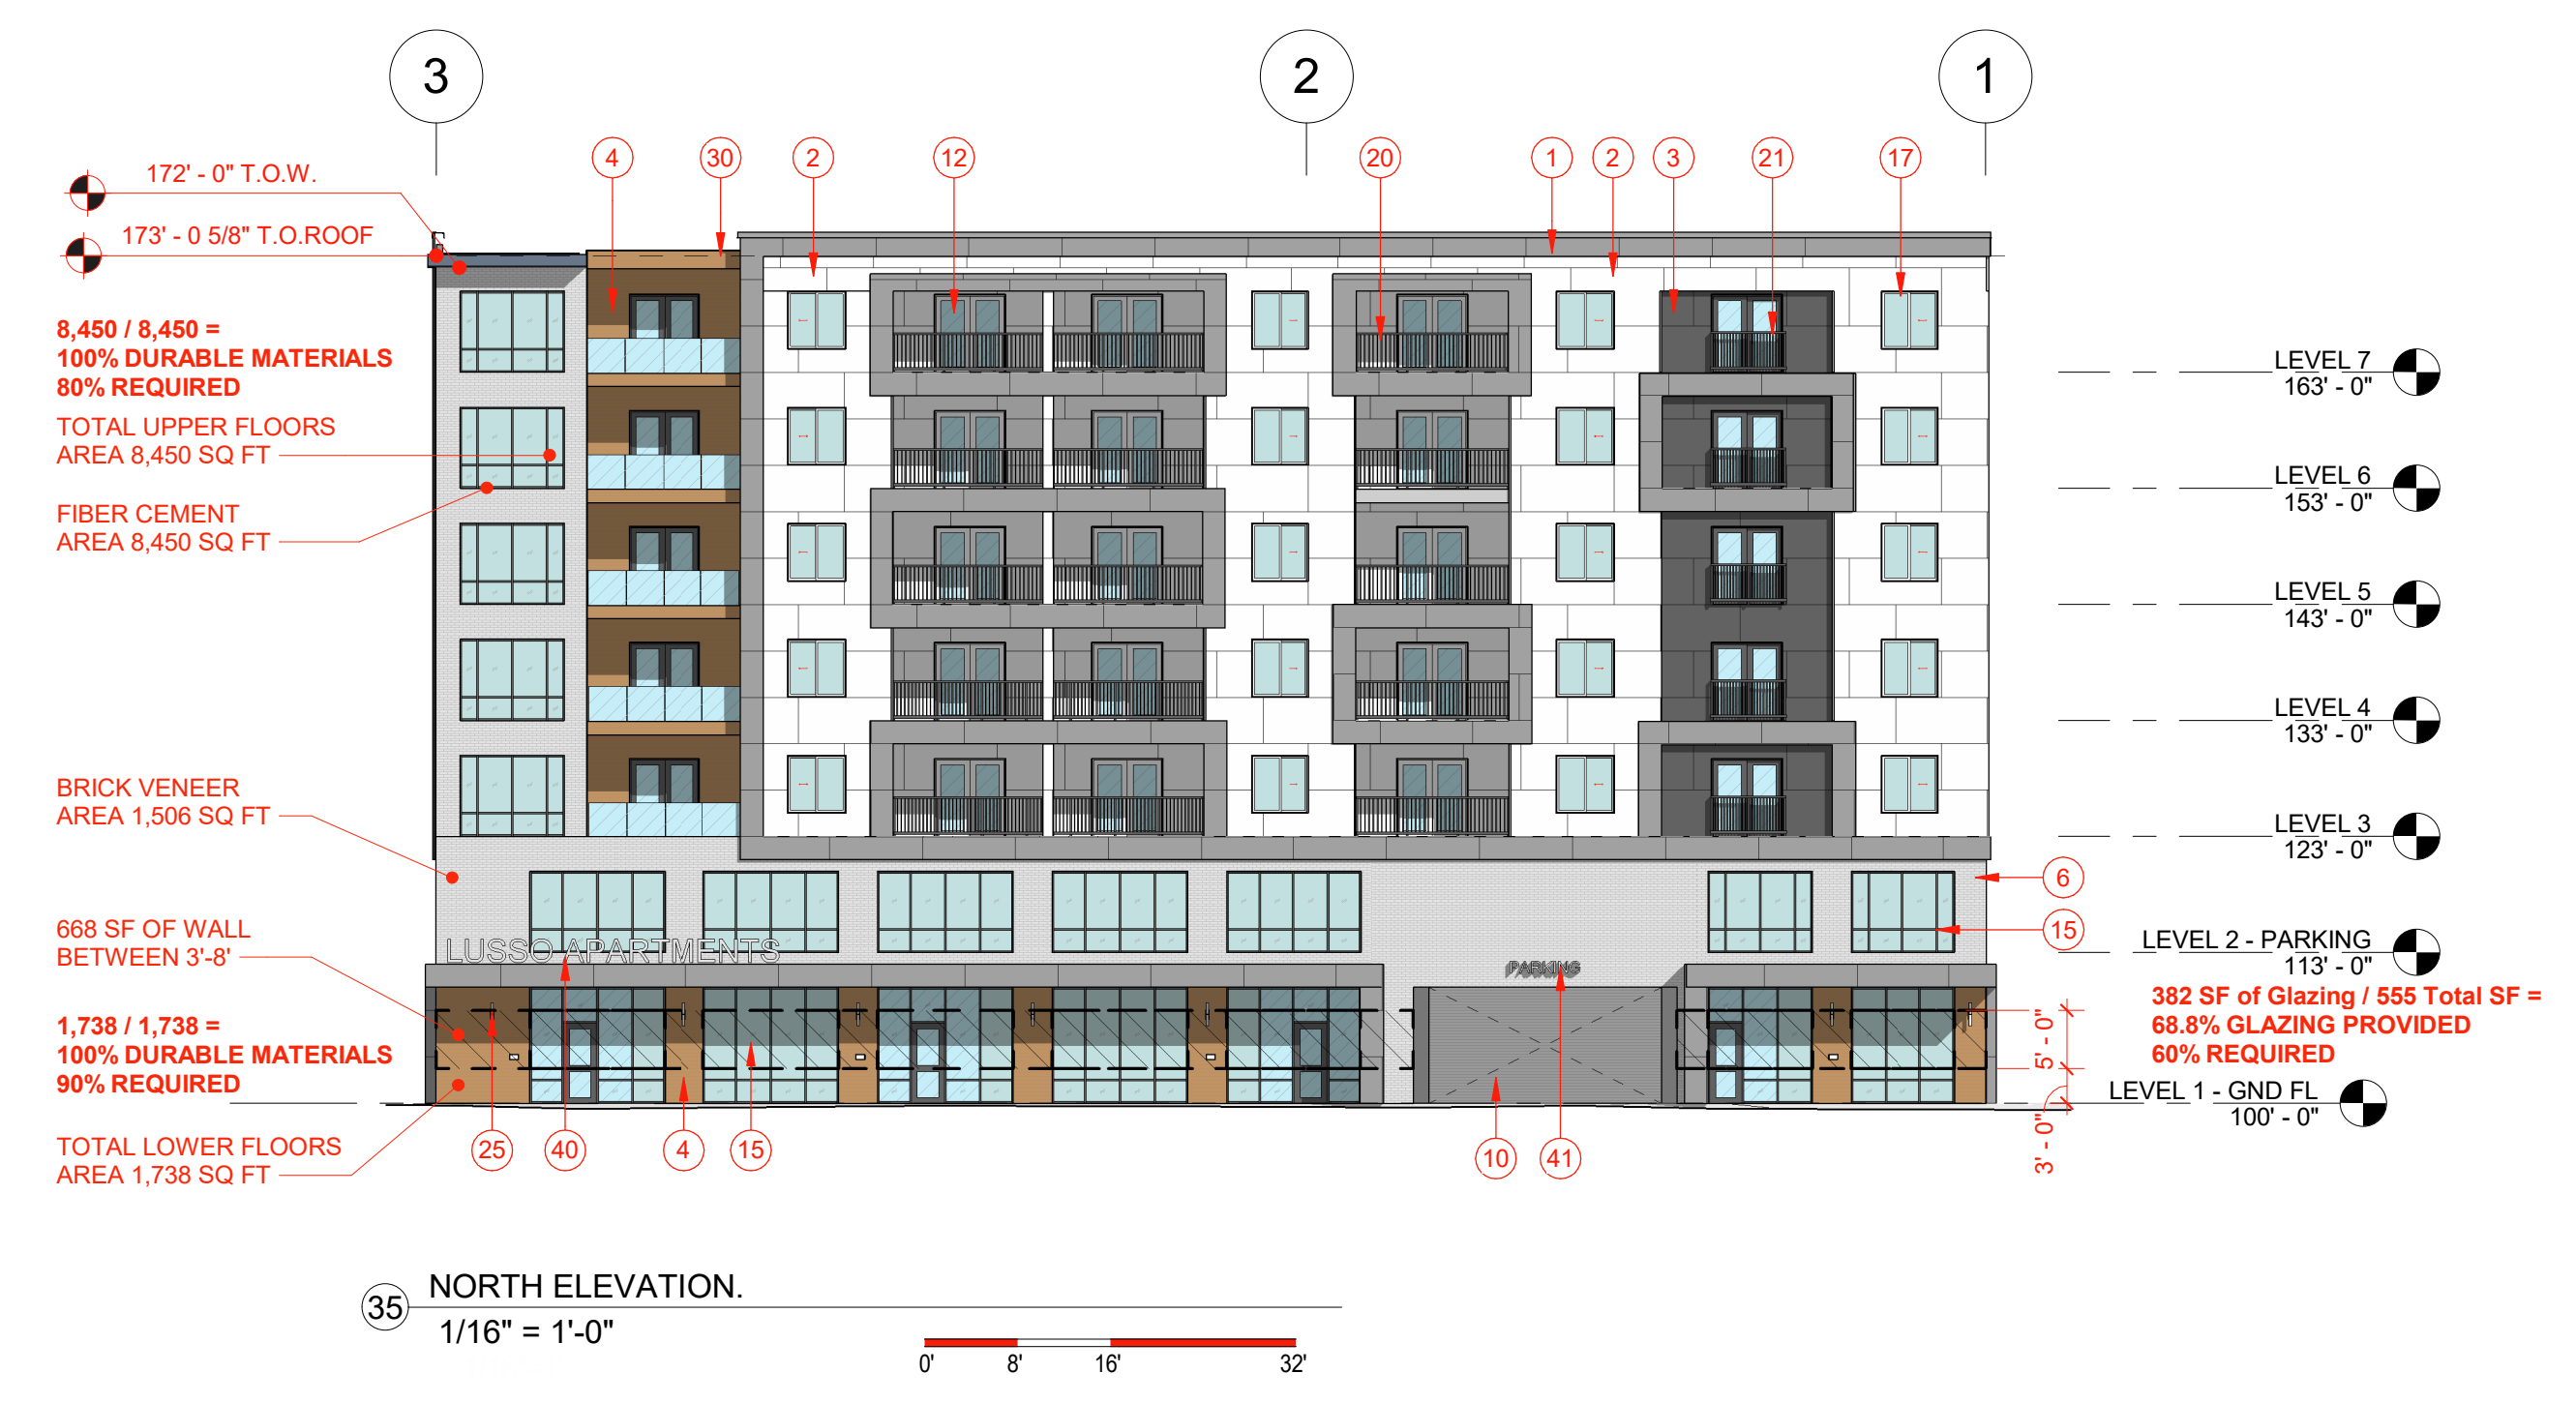 3
2
1
4
30
2
12
20
1
2
3
21
17
172' - 0" T.O.W.
173' - 0 5/8" T.O.ROOF
8,450 / 8,450 =
100% DURABLE MATERIALS
80% REQUIRED
TOTAL UPPER FLOORS
AREA 8,450 SQ FT
FIBER CEMENT
AREA 8,450 SQ FT
BRICK VENEER
AREA 1,506 SQ FT
668 SF OF WALL
BETWEEN 3'-8'
1,738 / 1,738 =
100% DURABLE MATERIALS
90% REQUIRED
TOTAL LOWER FLOORS
AREA 1,738 SQ FT
LUSSO APARTMENTS
PARKING
LEVEL 7
163' - 0"
LEVEL 6
153' - 0"
LEVEL 5
143' - 0"
LEVEL 4
133' - 0"
LEVEL 3
123' - 0"
6
15
LEVEL 2 - PARKING
113' - 0"
382 SF of Glazing / 555 Total SF =
68.8% GLAZING PROVIDED
60% REQUIRED
5' - 0"
LEVEL 1 - GND FL
100' - 0"
3' - 0"
25
40
4
15
10
41
35
NORTH ELEVATION.
1/16" = 1'-0"
0'
8'
16'
32'